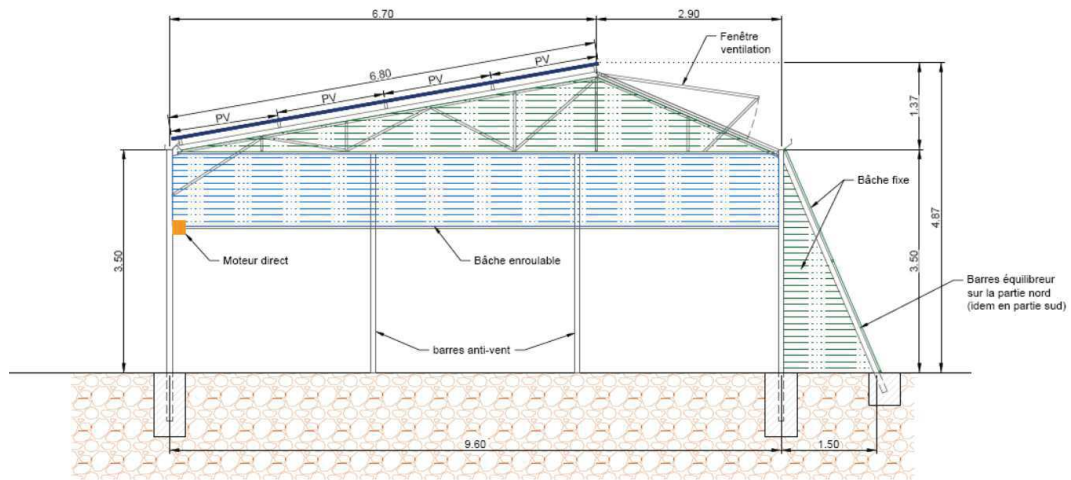 6.70
2.90
Fenêtre
ventilation
6.80
PV
PV
PV
PV
1.37
Bâche fixe
4.87
3.50
3.50
Moteur direct
Bâche enroulable
Barres équilibreur
sur la partie nord
(idem en partie sud)
barres anti-vent
9.60
1.50